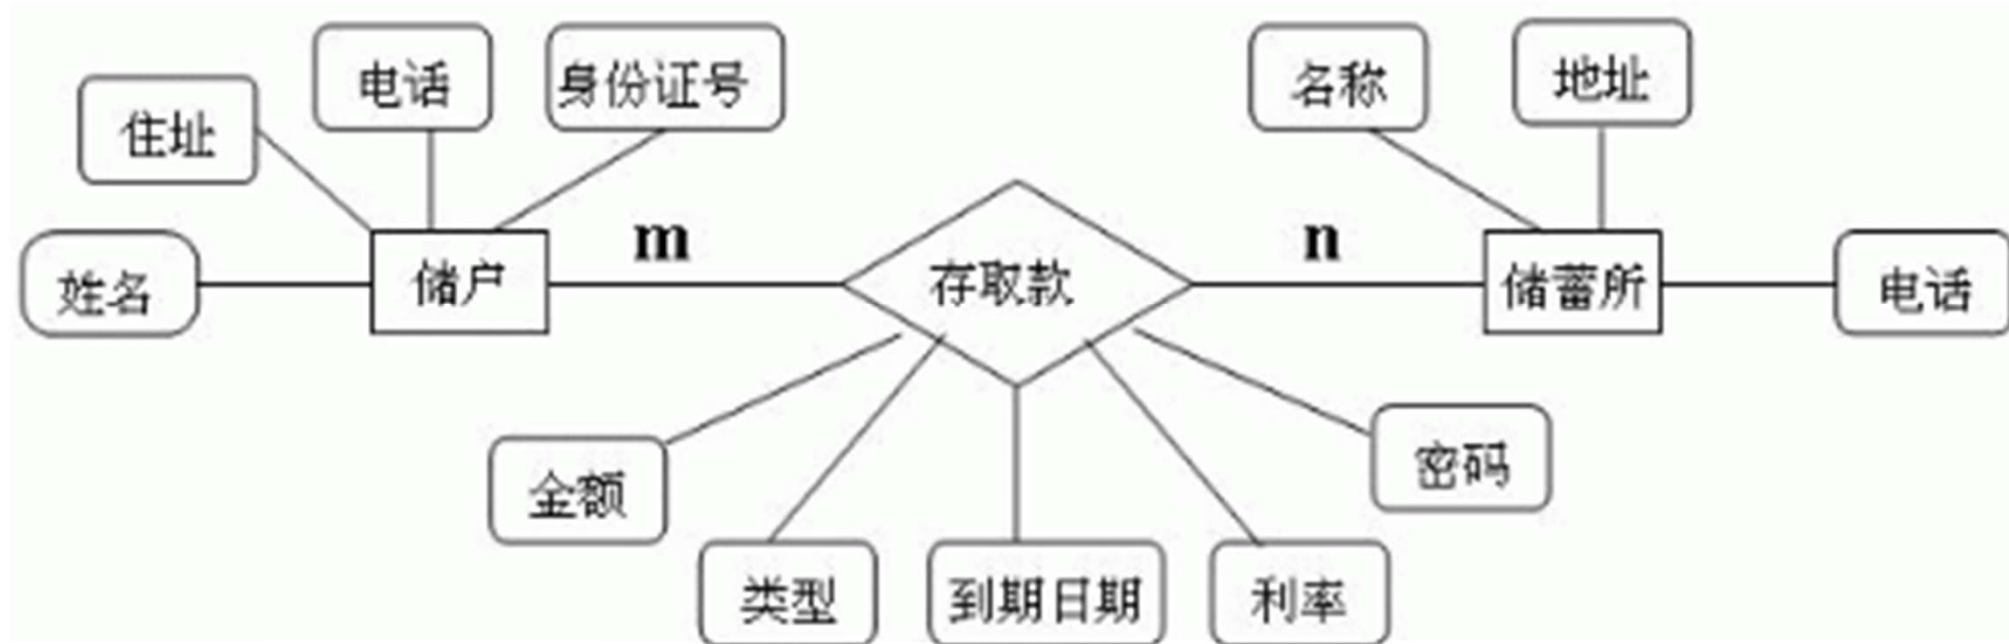 电话
身份证号
名称
地址
住址
姓名
储户
m
存取款
n
储蓄所
电话
金额
密码
类型
到期日期
利率